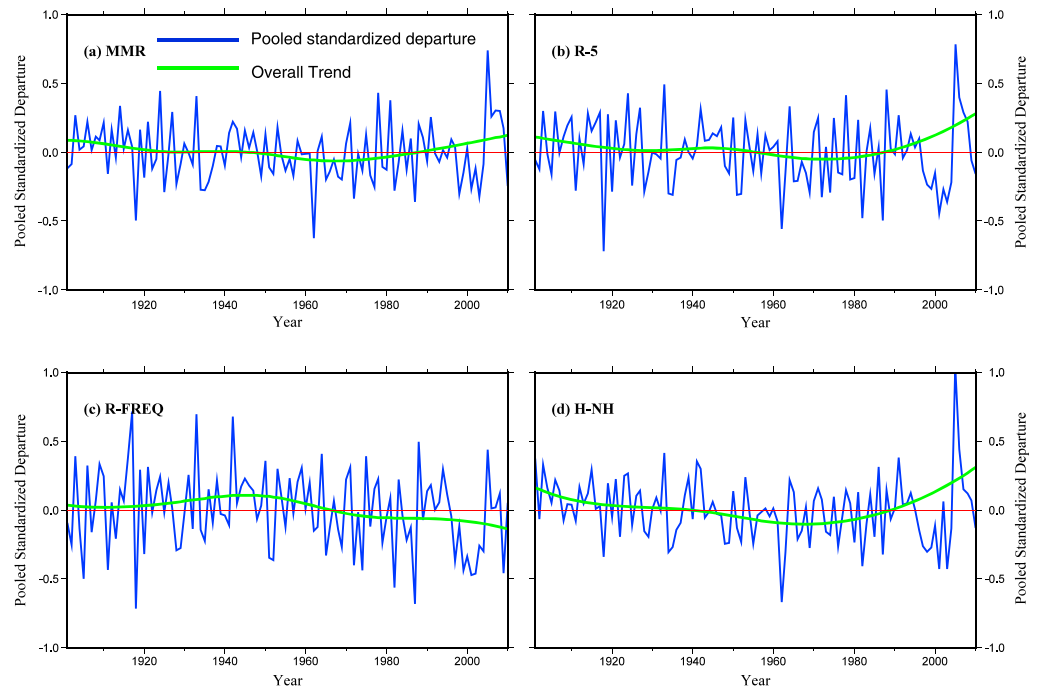 1.0
0.5
0.0
-0.5
-1.0
Pooled Standardized Departure
(a) MMR
Pooled standardized departure
Overall Trend
1920 1940 1960 1980 2000
Year
(b) R-5
1.0
0.5
0.0
-0.5
-1.0
Pooled Standardized Departure
1920 1940 1960 1980 2000
Year
1.0
0.5
0.0
-0.5
-1.0
Pooled Standardized Departure
(c) R-FREQ
1920 1940 1960 1980 2000
Year
(d) H-NH
1.0
0.5
0.0
-0.5
-1.0
Pooled Standardized Departure
1920 1940 1960 1980 2000
Year